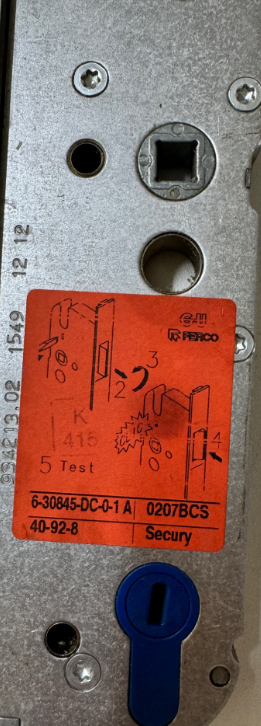 934213.02 1549 12 12
G.U
FERCO
3
2
K
415
4
5 Test
6-30845-DC-0-1 A 0207BCS
40-92-8 Secury